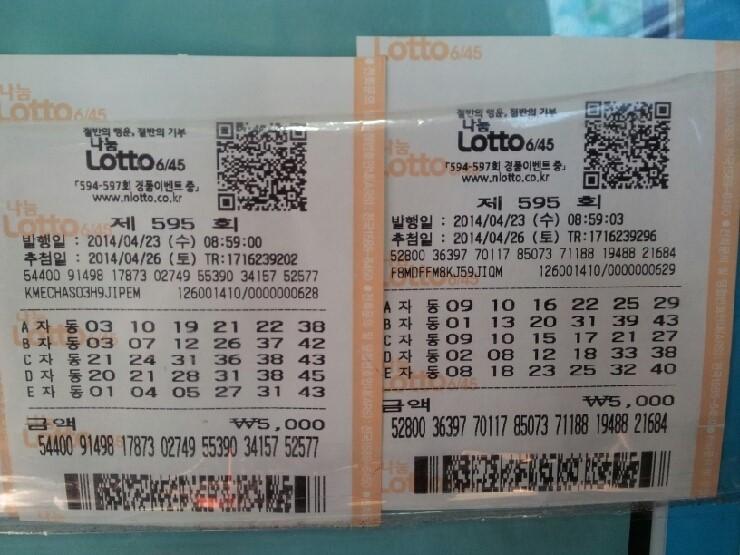 나눔
Lotto 6/45
절반의 행운, 절반의 기부
나눔
Lotto 6/45
「594-597회 경품이벤트 중」
www.nlotto.co.kr
제 595 회
발행일 : 2014/04/23 (수) 08:59:00
추첨일 : 2014/04/26 (토) TR:1716239202
54400 91498 17873 02749 55390 34157 52577
KMECHASO3H9JIPEM 126001410/0000000628
A 자 동 03 10 19 21 22 38
B 자 동 03 07 12 26 37 42
C 자 동 21 24 31 36 38 43
D 자 동 20 21 28 31 38 45
E 자 동 01 04 05 27 31 43
금액 ₩5,000
54400 91498 17873 02749 55390 34157 52577
Lotto 6/45
절반의 행운, 절반의 기부
나눔
Lotto 6/45
「594-597회 경품이벤트 중」
www.nlotto.co.kr
제 595 회
발행일 : 2014/04/23 (수) 08:59:03
추첨일 : 2014/04/26 (토) TR:1716239296
52800 36397 70117 85073 71188 19488 21684
F8MDFFM8KJ59JIQM 126001410/0000000529
A 자 동 09 10 16 22 25 29
B 자 동 01 13 20 31 39 43
C 자 동 09 10 15 17 21 27
D 자 동 02 08 12 18 33 38
E 자 동 08 18 23 25 32 40
금액 ₩5,000
52800 36397 70117 85073 71188 19488 21684